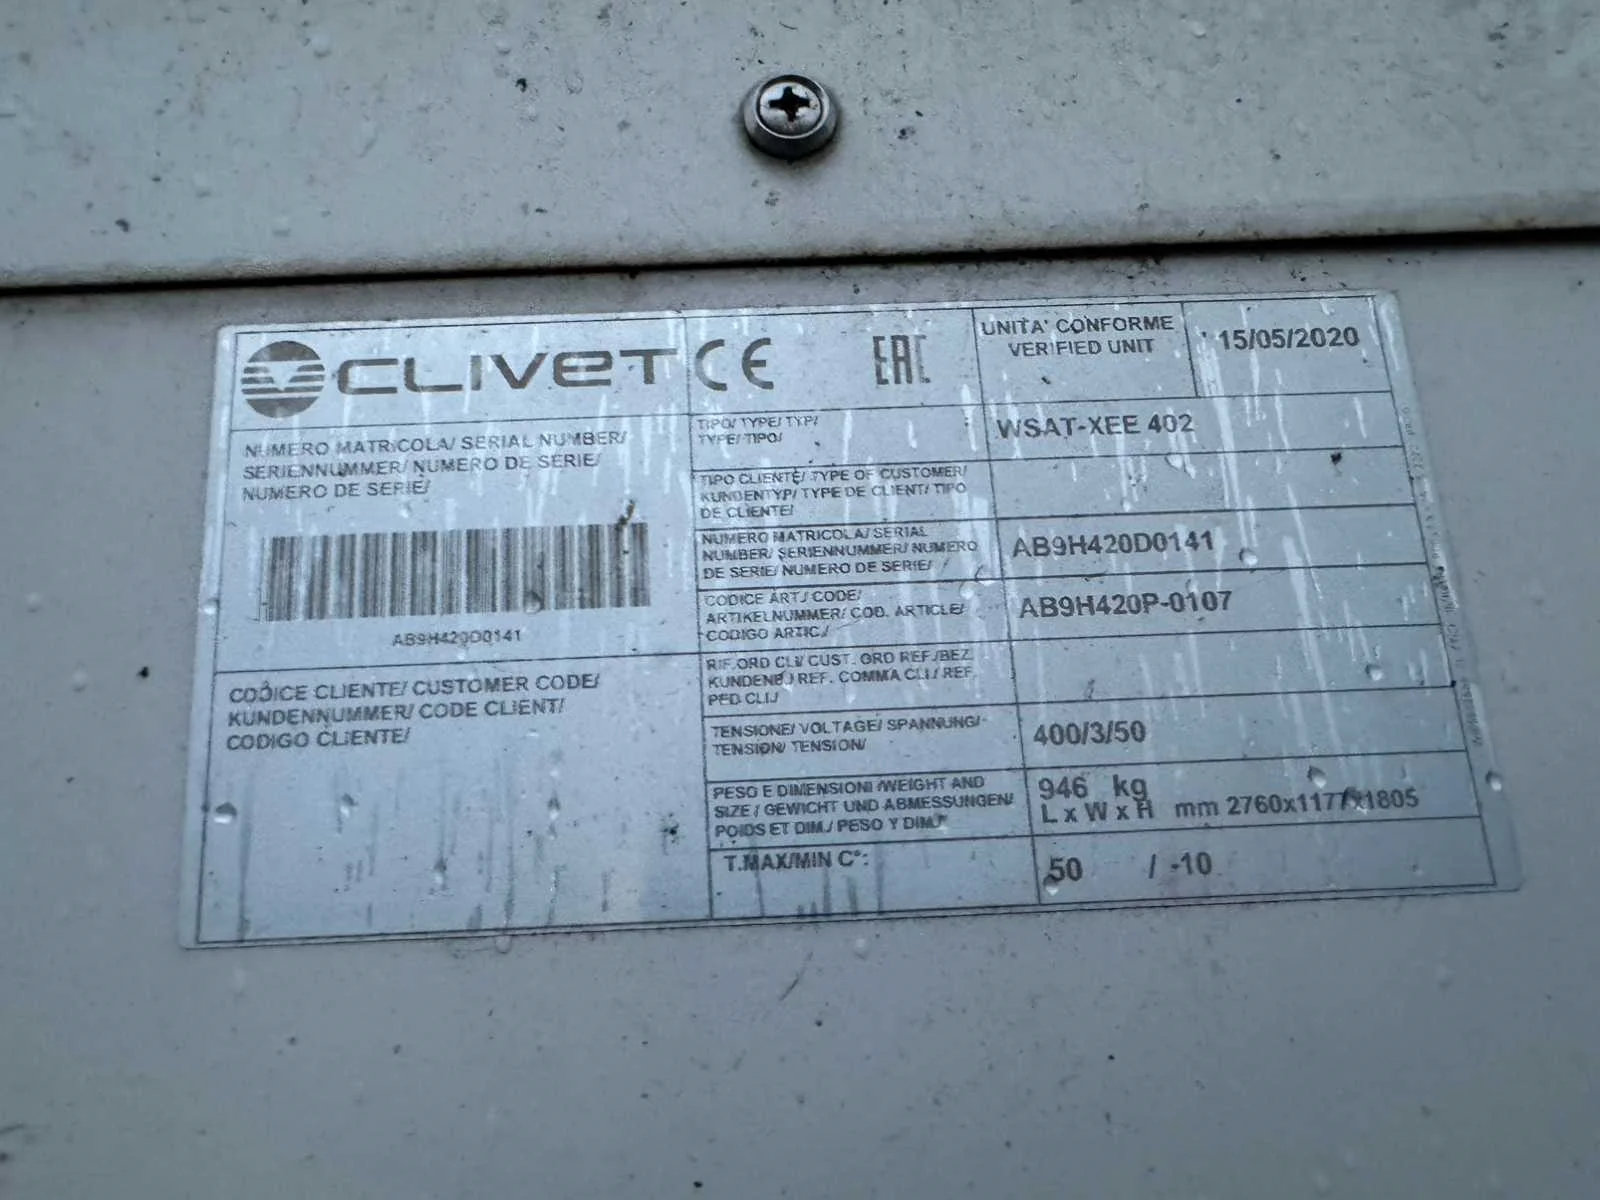 CLIVET
CE
EAC
UNITA' CONFORME
VERIFIED UNIT
15/05/2020
NUMERO MATRICOLA/ SERIAL NUMBER/
SERIENNUMMER/ NUMERO DE SERIE/
NUMERO DE SERIE/
AB9H420D0141
CODICE CLIENTE/ CUSTOMER CODE/
KUNDENNUMMER/ CODE CLIENT/
CODIGO CLIENTE/
TIPO/ TYPE/ TYP/
TYPE/ TIPO/
WSAT-XEE 402
TIPO CLIENTE/ TYPE OF CUSTOMER/
KUNDENTYP/ TYPE DE CLIENT/ TIPO
DE CLIENTE/
NUMERO MATRICOLA/ SERIAL
NUMBER/ SERIENNUMMER/ NUMERO
DE SERIE/ NUMERO DE SERIE/
AB9H420D0141
CODICE ART./ CODE/
ARTIKELNUMMER/ COD. ARTICLE/
CODIGO ARTIC./
AB9H420P-0107
RIF.ORD CLI/ CUST. ORD REF./BEZ.
KUNDENB./ REF. COMMA CLI./ REF.
PED CLI./
TENSIONE/ VOLTAGE/ SPANNUNG/
TENSION/ TENSION/
400/3/50
PESO E DIMENSIONI /WEIGHT AND
SIZE / GEWICHT UND ABMESSUNGEN/
POIDS ET DIM./ PESO Y DIM./
946 kg
L x W x H mm 2760x1177x1805
T.MAX/MIN C°:
50 / -10